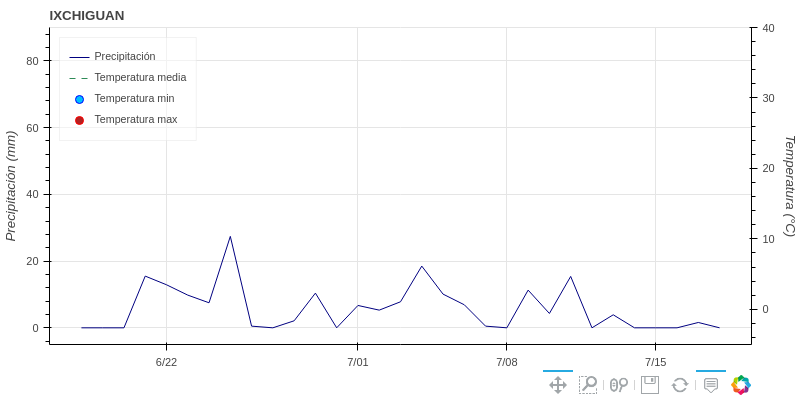 IXCHIGUAN
Precipitación
Temperatura media
Temperatura min
Temperatura max
Precipitación (mm)
80
60
40
20
0
Temperatura (°C)
40
30
20
10
0
6/22
7/01
7/08
7/15